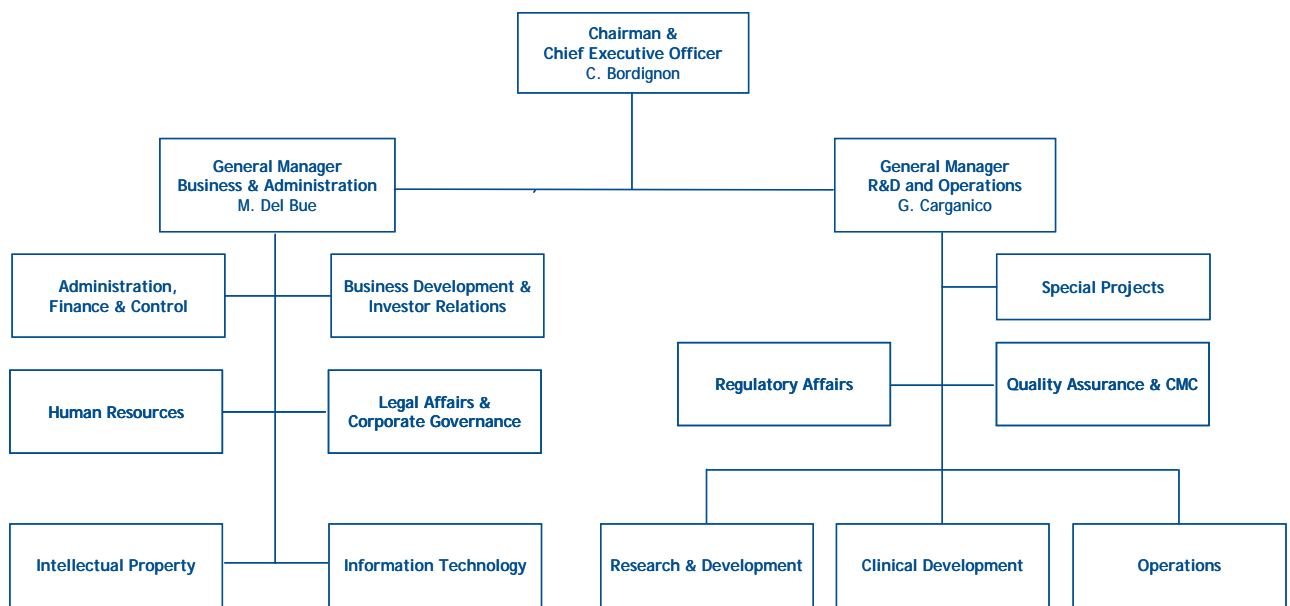 Chairman &
Chief Executive Officer
C. Bordignon
General Manager
Business & Administration
M. Del Bue
General Manager
R&D and Operations
G. Carganico
Administration,
Finance & Control
Business Development &
Investor Relations
Special Projects
Regulatory Affairs
Quality Assurance & CMC
Human Resources
Legal Affairs &
Corporate Governance
Intellectual Property
Information Technology
Research & Development
Clinical Development
Operations